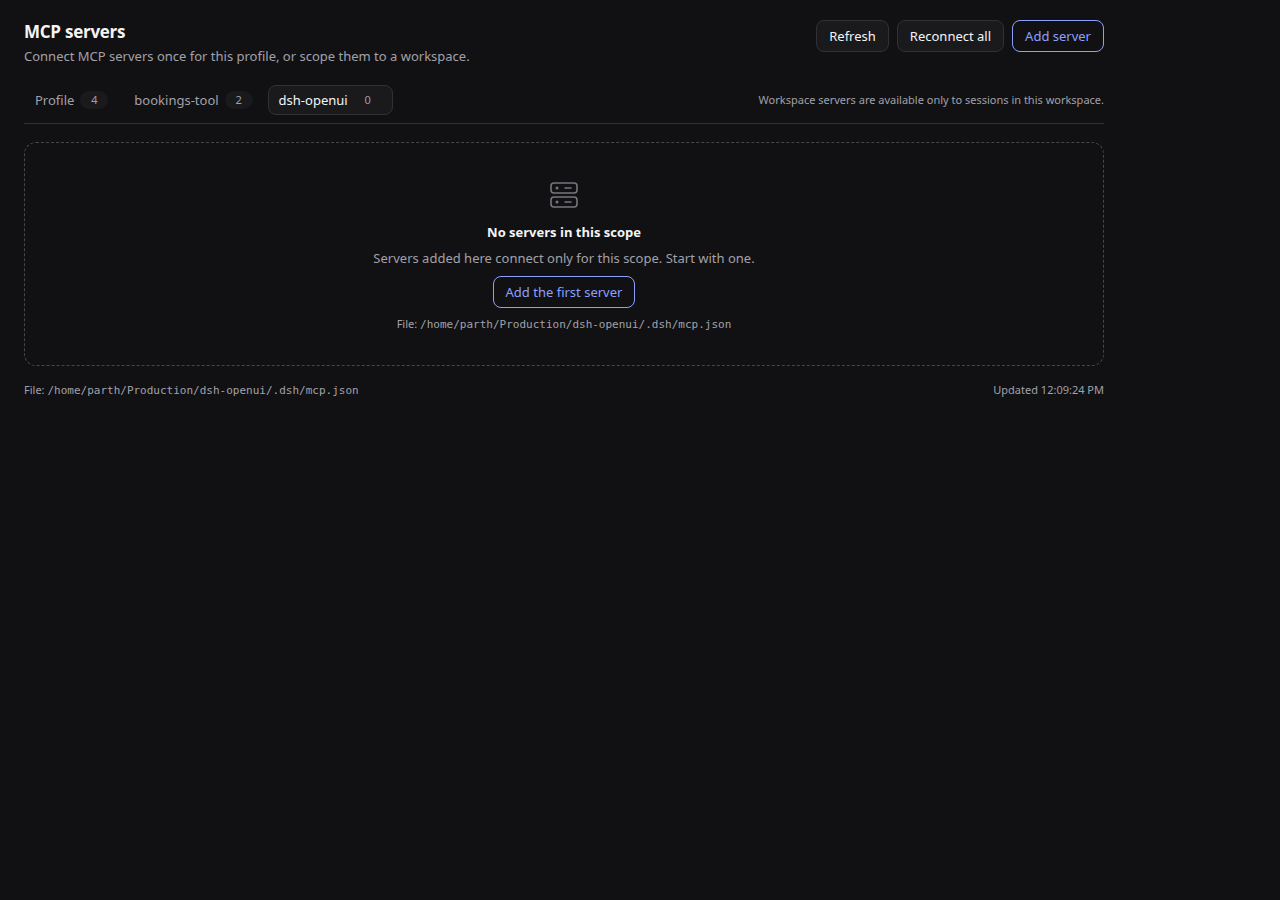 MCP servers
Connect MCP servers once for this profile, or scope them to a workspace.
Refresh
Reconnect all
Add server
Profile 4
bookings-tool 2
dsh-openui 0
Workspace servers are available only to sessions in this workspace.
No servers in this scope
Servers added here connect only for this scope. Start with one.
Add the first server
File: /home/parth/Production/dsh-openui/.dsh/mcp.json
File: /home/parth/Production/dsh-openui/.dsh/mcp.json
Updated 12:09:24 PM